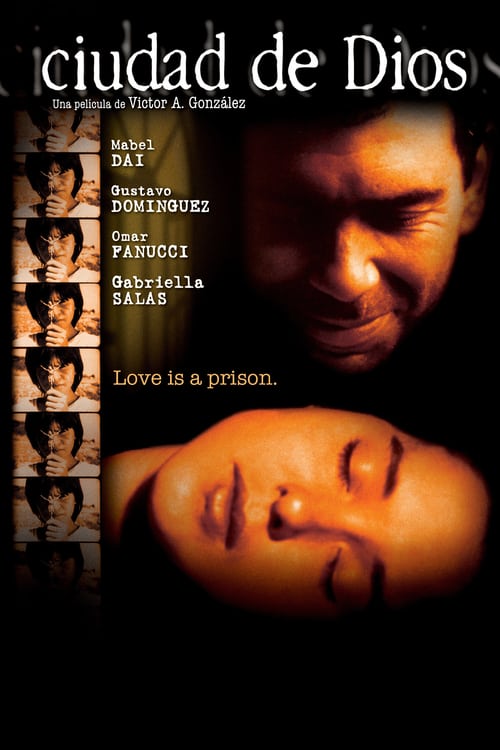 ciudad de Dios
Una película de Victor A. González
Mabel
DAI
Gustavo
DOMINGUEZ
Omar
FANUCCI
Gabriella
SALAS
Love is a prison.